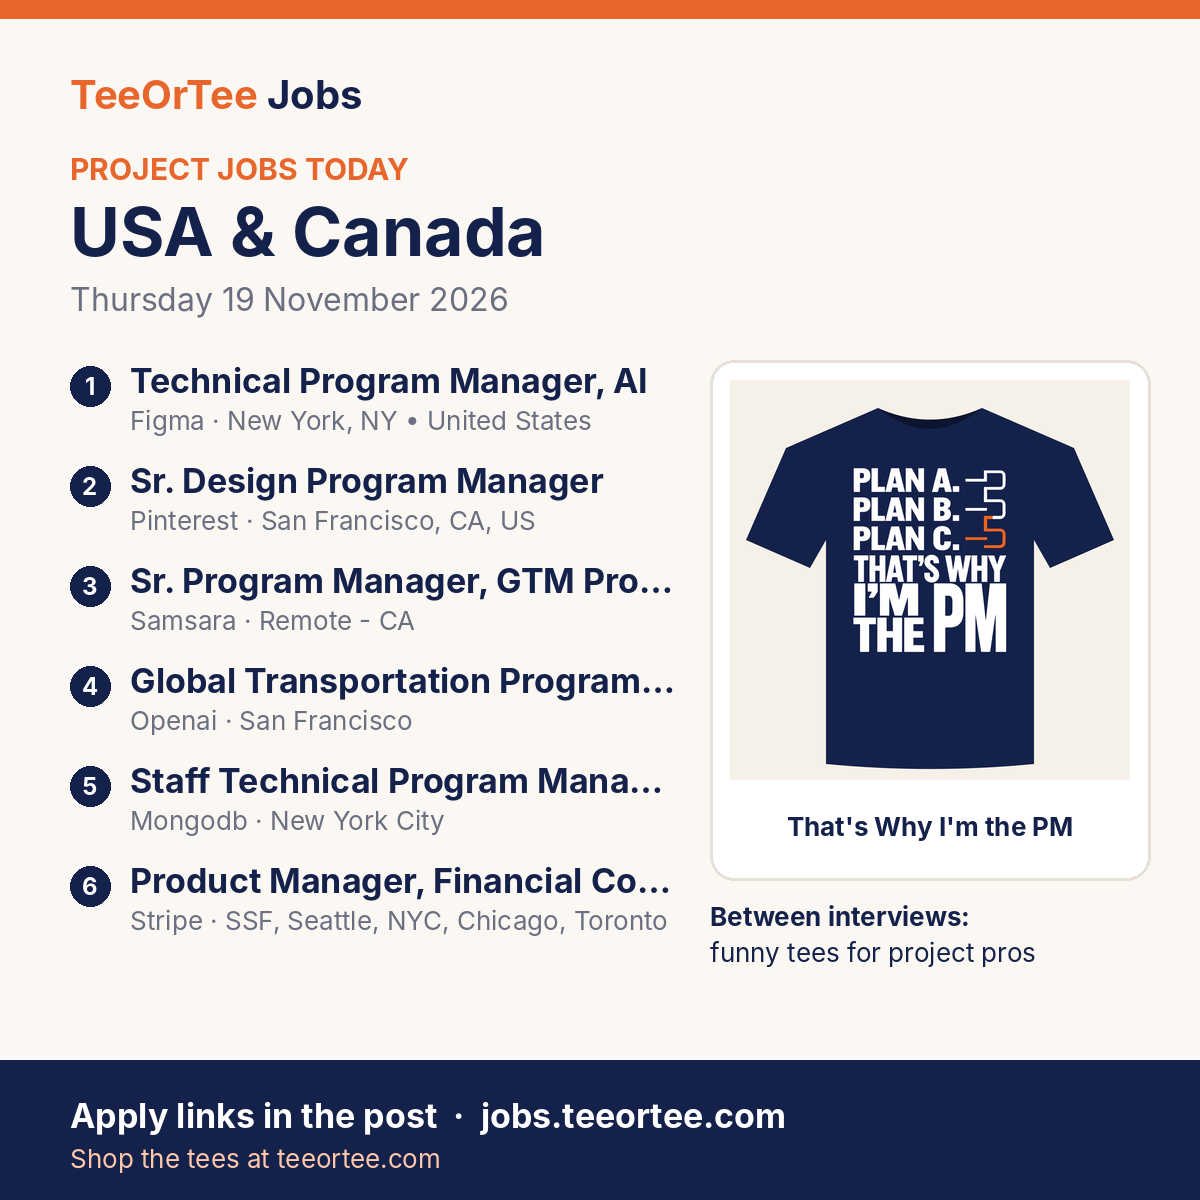 TeeOrTee Jobs
PROJECT JOBS TODAY
USA & Canada
Thursday 19 November 2026
1 Technical Program Manager, AI
Figma · New York, NY • United States
2 Sr. Design Program Manager
Pinterest · San Francisco, CA, US
3 Sr. Program Manager, GTM Pro...
Samsara · Remote - CA
4 Global Transportation Program...
Openai · San Francisco
5 Staff Technical Program Mana...
Mongodb · New York City
6 Product Manager, Financial Co...
Stripe · SSF, Seattle, NYC, Chicago, Toronto
PLAN A.
PLAN B.
PLAN C.
THAT'S WHY
I'M
THE PM
That's Why I'm the PM
Between interviews:
funny tees for project pros
Apply links in the post · jobs.teeortee.com
Shop the tees at teeortee.com